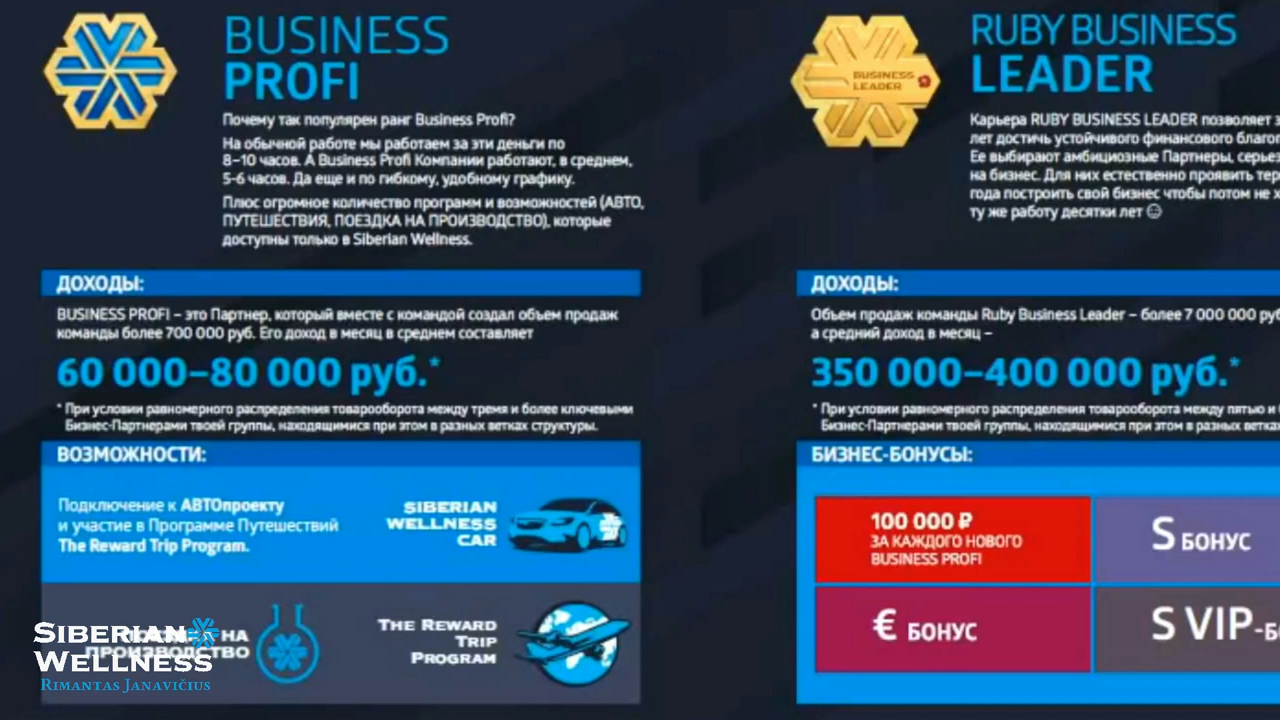 BUSINESS
PROFI
Почему так популярен ранг Business Profi?
На обычной работе мы работаем за эти деньги по
8–10 часов. А Business Profi Компании работают, в среднем,
5-6 часов. Да еще и по гибкому, удобному графику.
Плюс огромное количество программ и возможностей (АВТО,
ПУТЕШЕСТВИЯ, ПОЕЗДКА НА ПРОИЗВОДСТВО), которые
доступны только в Siberian Wellness.
ДОХОДЫ:
BUSINESS PROFI – это Партнер, который вместе с командой создал объем продаж
команды более 700 000 руб. Его доход в месяц в среднем составляет
60 000–80 000 руб.*
* При условии равномерного распределения товарооборота между тремя и более ключевыми
Бизнес-Партнерами твоей группы, находящимися при этом в разных ветках структуры.
ВОЗМОЖНОСТИ:
Подключение к АВТОпроекту
и участие в Программе Путешествий
The Reward Trip Program.
SIBERIAN
WELLNESS
CAR
НА
ПРОИЗВОДСТВО
THE REWARD
TRIP
PROGRAM
SIBERIAN
WELLNESS
RIMANTAS JANAVIČIUS
BUSINESS
LEADER
RUBY BUSINESS
LEADER
Карьера RUBY BUSINESS LEADER позволяет
лет достичь устойчивого финансового
Ее выбирают амбициозные Партнеры,
на бизнес. Для них естественно проявить
года построить свой бизнес чтобы потом не
ту же работу десятки лет ☺
ДОХОДЫ:
Объем продаж команды Ruby Business Leader – более 7 000 000
а средний доход в месяц –
350 000–400 000 руб.*
* При условии равномерного распределения товарооборота между пятью и
Бизнес-Партнерами твоей группы, находящимися при этом в разных
БИЗНЕС-БОНУСЫ:
100 000 ₽
ЗА КАЖДОГО НОВОГО
BUSINESS PROFI
S БОНУС
€ БОНУС
S VIP-